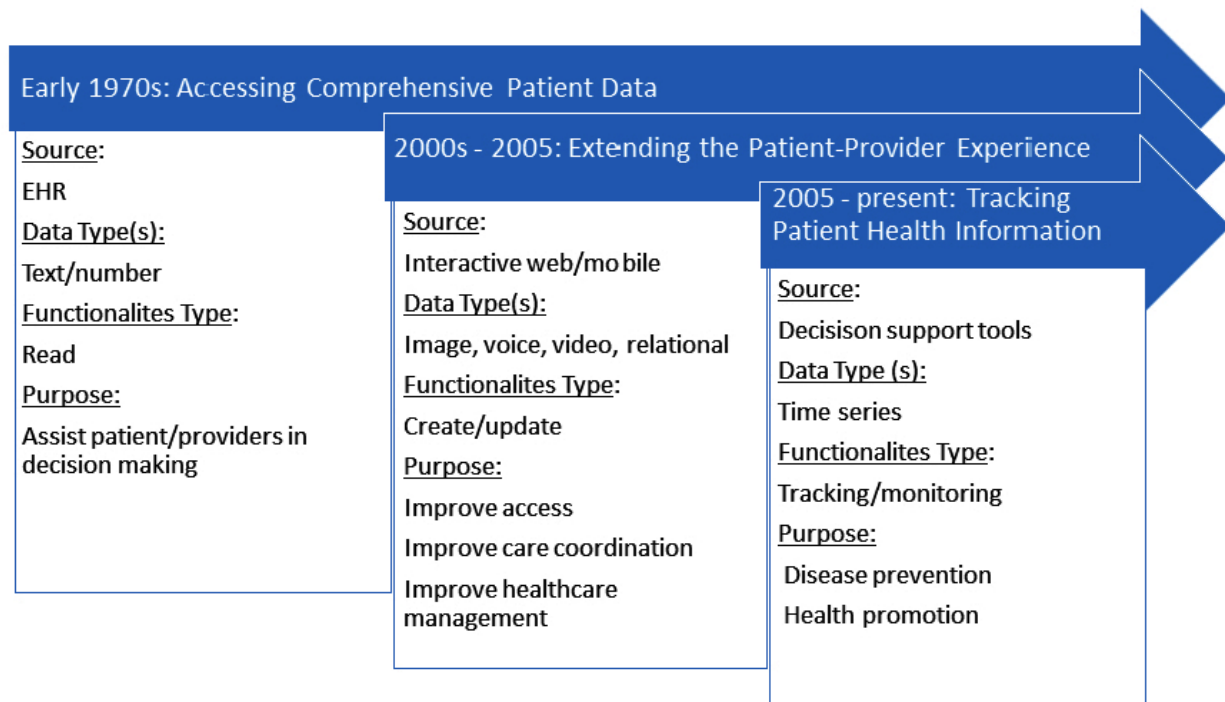 Early 1970s: Accessing Comprehensive Patient Data
Source:
EHR
Data Type(s):
Text/number
Functionalites Type:
Read
Purpose:
Assist patient/providers in
decision making
2000s - 2005: Extending the Patient-Provider Experience
Source:
Interactive web/mobile
Data Type(s):
Image, voice, video, relational
Functionalites Type:
Create/update
Purpose:
Improve access
Improve care coordination
Improve healthcare
management
2005 - present: Tracking
Patient Health Information
Source:
Decisison support tools
Data Type (s):
Time series
Functionalites Type:
Tracking/monitoring
Purpose:
Disease prevention
Health promotion